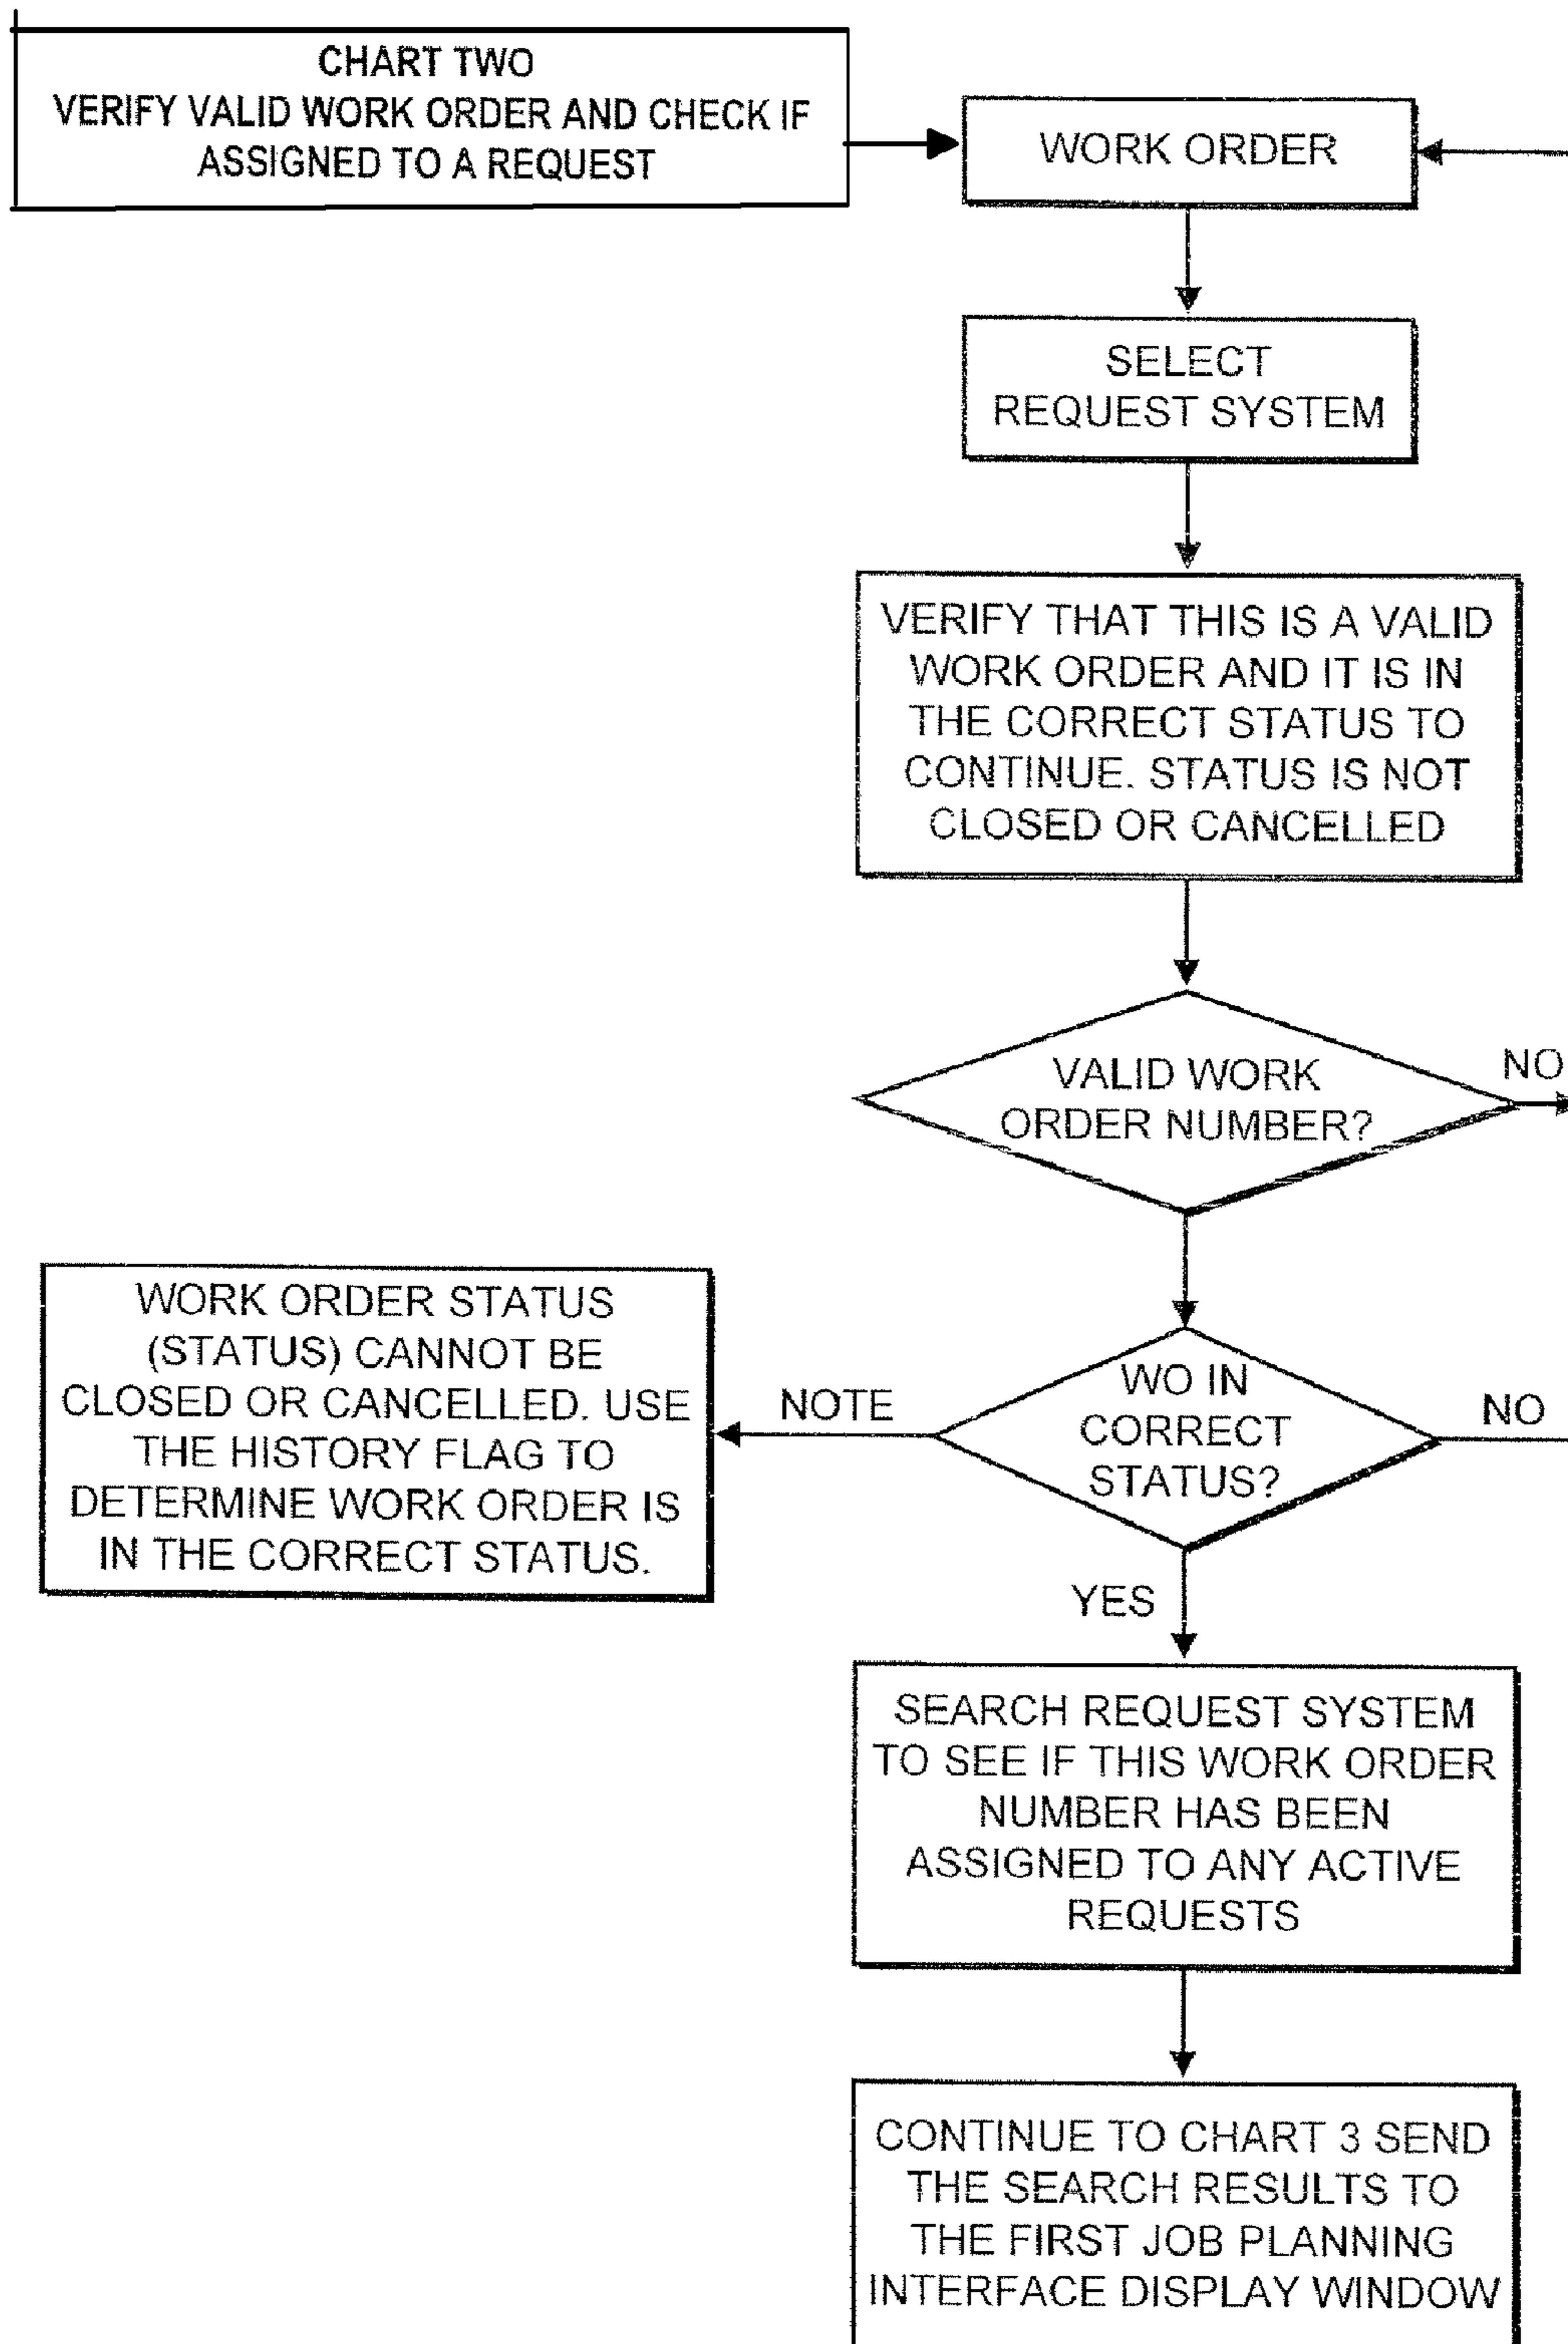 CHART TWO
VERIFY VALID WORK ORDER AND CHECK IF
ASSIGNED TO A REQUEST
WORK ORDER
SELECT
REQUEST SYSTEM
VERIFY THAT THIS IS A VALID
WORK ORDER AND IT IS IN
THE CORRECT STATUS TO
CONTINUE. STATUS IS NOT
CLOSED OR CANCELLED
VALID WORK
ORDER NUMBER?
NO
WO IN
CORRECT
STATUS?
NOTE
NO
WORK ORDER STATUS
(STATUS) CANNOT BE
CLOSED OR CANCELLED. USE
THE HISTORY FLAG TO
DETERMINE WORK ORDER IS
IN THE CORRECT STATUS.
YES
SEARCH REQUEST SYSTEM
TO SEE IF THIS WORK ORDER
NUMBER HAS BEEN
ASSIGNED TO ANY ACTIVE
REQUESTS
CONTINUE TO CHART 3 SEND
THE SEARCH RESULTS TO
THE FIRST JOB PLANNING
INTERFACE DISPLAY WINDOW